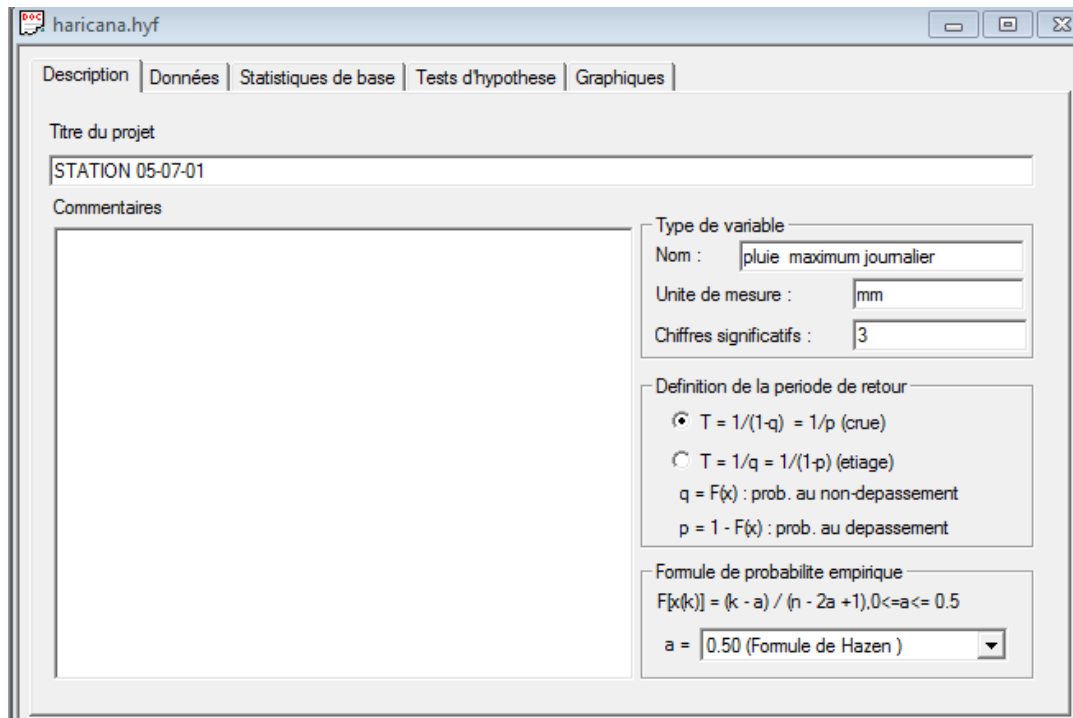 DOC
haricana.hyf
Description Données Statistiques de base Tests d'hypothese Graphiques
Titre du projet
STATION 05-07-01
Commentaires
Type de variable
Nom : pluie maximum journalier
Unite de mesure : mm
Chiffres significatifs : 3
Definition de la periode de retour
T = 1/(1-q) = 1/p (crue)
T = 1/q = 1/(1-p) (etiage)
q = F(x) : prob. au non-depassement
p = 1 - F(x) : prob. au depassement
Formule de probabilite empirique
F[x(k)] = (k - a) / (n - 2a +1),0<=a<= 0.5
a = 0.50 (Formule de Hazen )